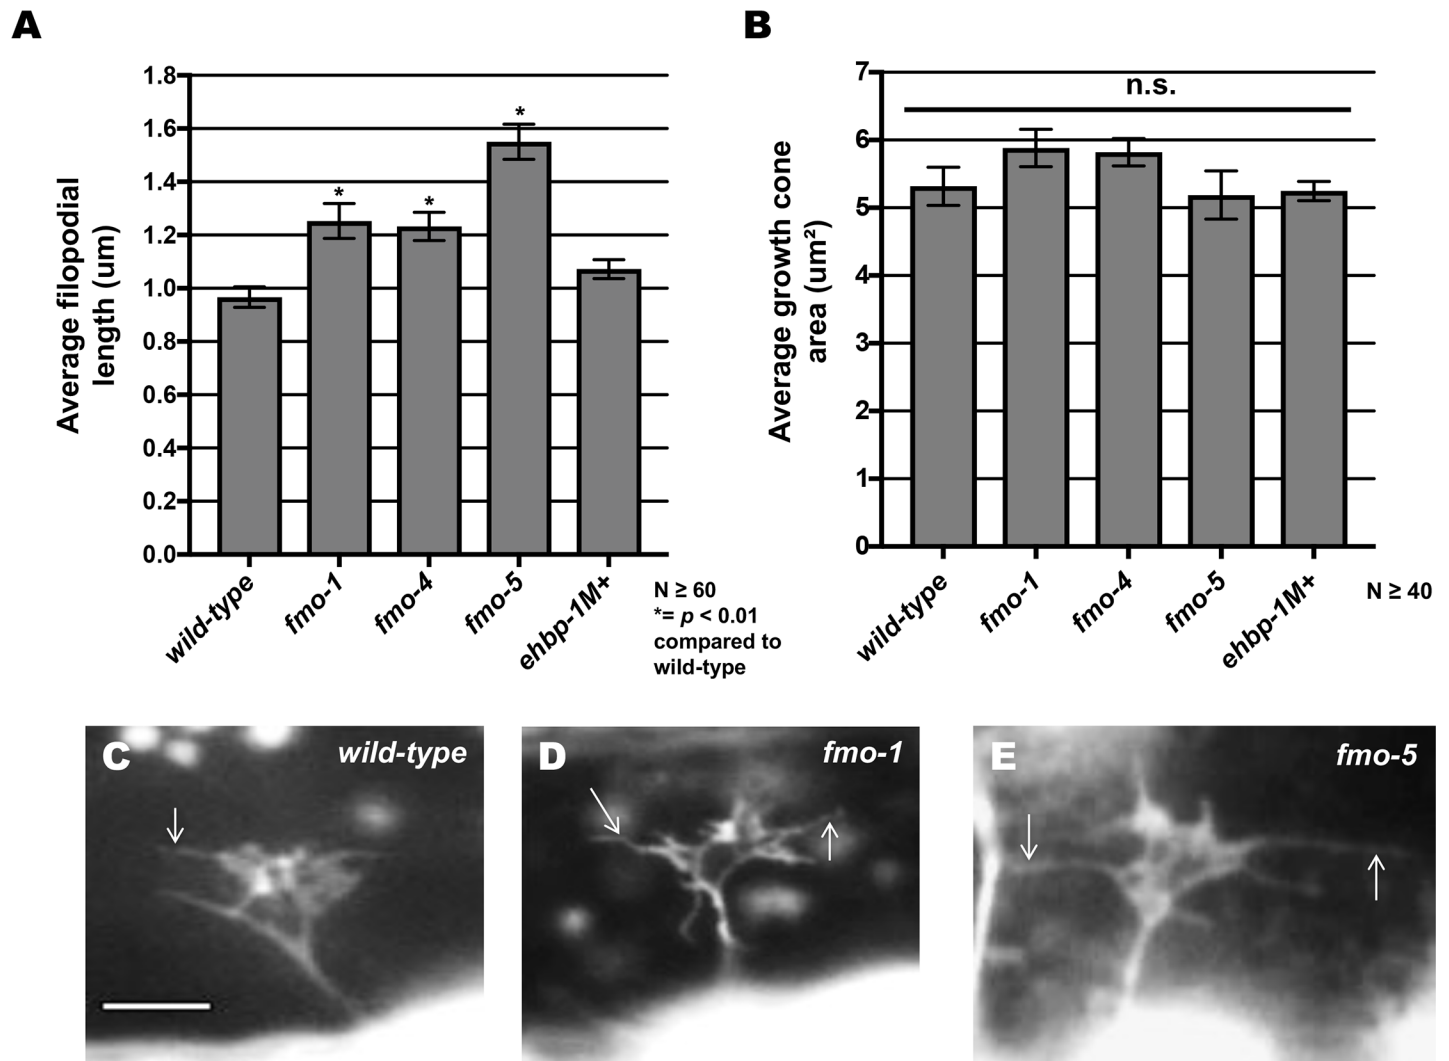 A
Average filopodial
length (um)
1.8
1.6
1.4
1.2
1.0
0.8
0.6
0.4
0.2
0.0
*
*
*
wild-type
fmo-1
fmo-4
fmo-5
ehbp-1M+
N ≥ 60
*= p < 0.01
compared to
wild-type
B
Average growth cone
area (um²)
7
6
5
4
3
2
1
0
n.s.
wild-type
fmo-1
fmo-4
fmo-5
ehbp-1M+
N ≥ 40
C
wild-type
D
fmo-1
E
fmo-5